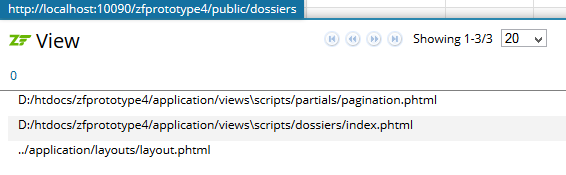 http://localhost:10090/zfprototype4/public/dossiers
ZF View Showing 1-3/3 20
0
D:/htdocs/zfprototype4/application/views\scripts/partials/pagination.phtml
D:/htdocs/zfprototype4/application/views\scripts/dossiers/index.phtml
../application/layouts/layout.phtml